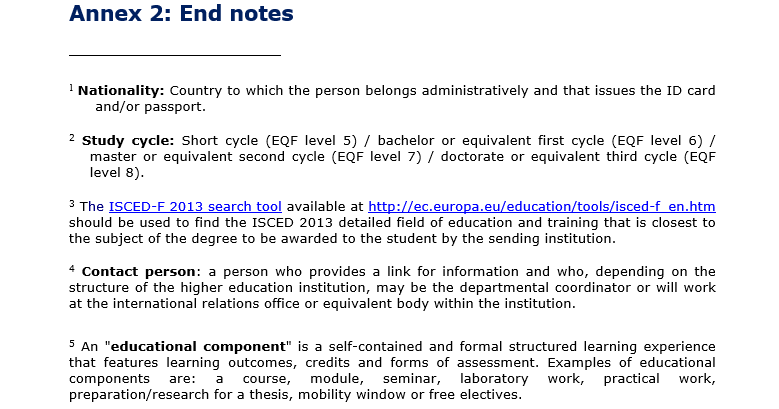 Annex 2: End notes
1 Nationality: Country to which the person belongs administratively and that issues the ID card
and/or passport.
2 Study cycle: Short cycle (EQF level 5) / bachelor or equivalent first cycle (EQF level 6) /
master or equivalent second cycle (EQF level 7) / doctorate or equivalent third cycle (EQF
level 8).
3 The ISCED-F 2013 search tool available at http://ec.europa.eu/education/tools/isced-f_en.htm
should be used to find the ISCED 2013 detailed field of education and training that is closest to
the subject of the degree to be awarded to the student by the sending institution.
4 Contact person: a person who provides a link for information and who, depending on the
structure of the higher education institution, may be the departmental coordinator or will work
at the international relations office or equivalent body within the institution.
5 An "educational component" is a self-contained and formal structured learning experience
that features learning outcomes, credits and forms of assessment. Examples of educational
components are: a course, module, seminar, laboratory work, practical work,
preparation/research for a thesis, mobility window or free electives.